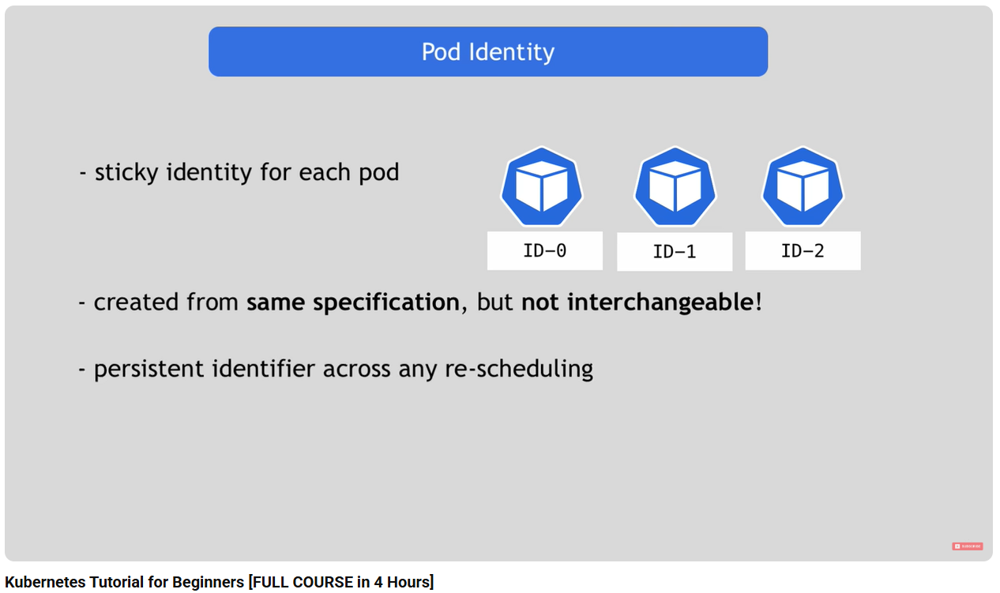 Pod Identity
- sticky identity for each pod
ID-0
ID-1
ID-2
- created from same specification, but not interchangeable!
- persistent identifier across any re-scheduling
SUBSCRIBE
Kubernetes Tutorial for Beginners [FULL COURSE in 4 Hours]